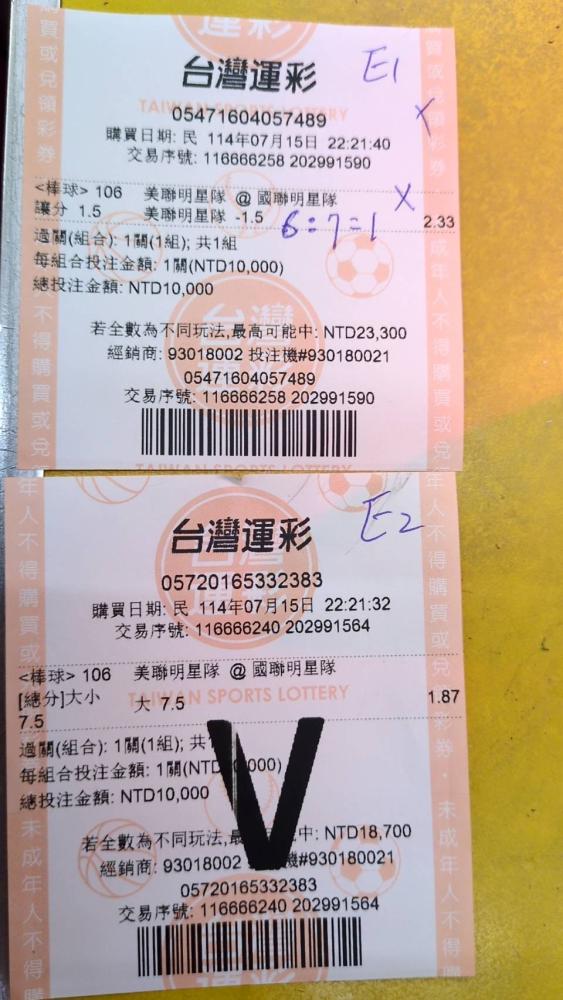 台灣運彩
E1
TAIWAN SPORTS LOTTERY
05471604057489
X
購買日期: 民 114年07月15日 22:21:40
交易序號: 116666258 202991590
<棒球> 106 美聯明星隊 @ 國聯明星隊
X
讓分 1.5 美聯明星隊 -1.5 2.33
6:7=1
過關(組合): 1關(1組); 共1組
每組合投注金額: 1關(NTD10,000)
總投注金額: NTD10,000
若全數為不同玩法,最高可能中: NTD23,300
經銷商: 93018002 投注機#930180021
05471604057489
交易序號: 116666258 202991590
TAIWAN SPORTS LOTTERY
台灣運彩
E2
05720165332383
購買日期: 民 114年07月15日 22:21:32
交易序號: 116666240 202991564
<棒球> 106 美聯明星隊 @ 國聯明星隊
[總分]大小 大 7.5 1.87
7.5
TAIWAN SPORTS LOTTERY
過關(組合): 1關(1組); 共
V
每組合投注金額: 1關(NTD 000)
總投注金額: NTD10,000
若全數為不同玩法, 中: NTD18,700
經銷商: 93018002 機#930180021
05720165332383
交易序號: 116666240 202991564